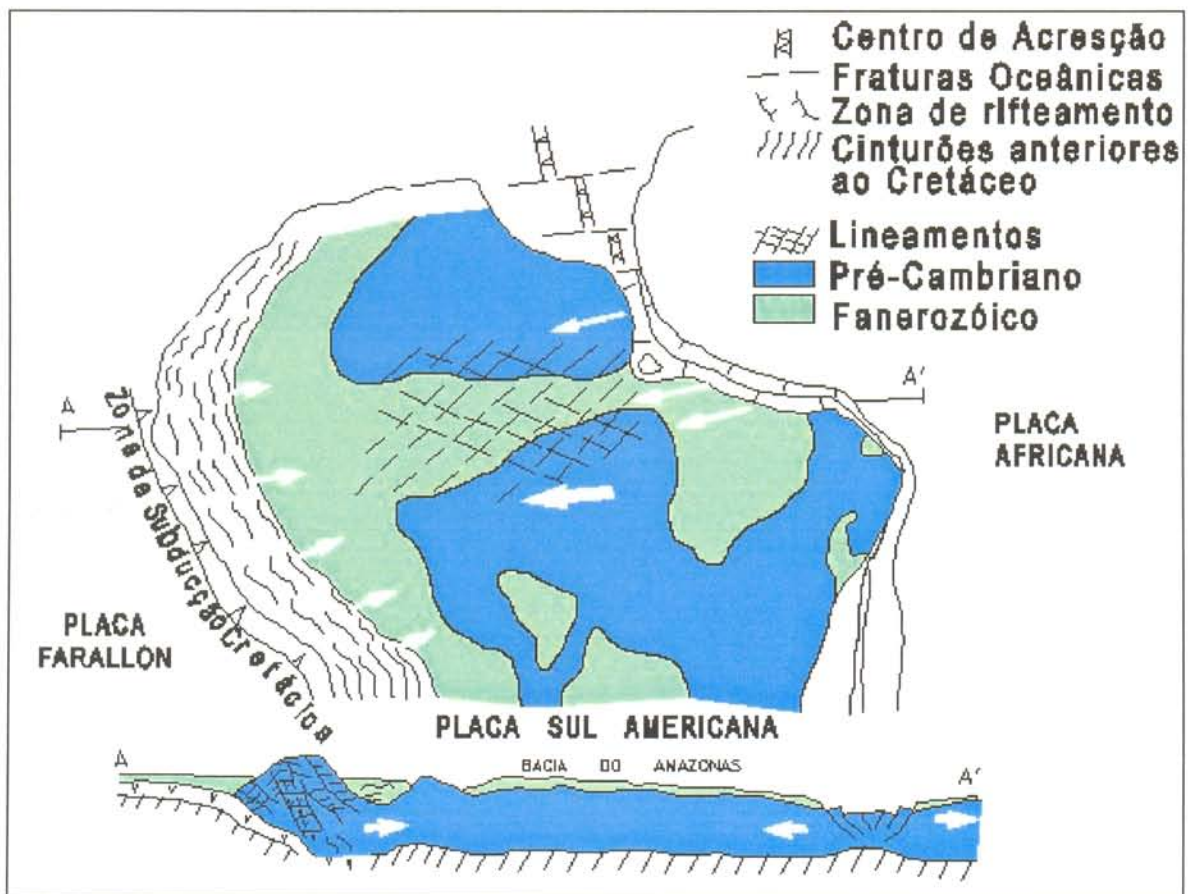 Centro de Acresção
Fraturas Oceânicas
Zona de rifteamento
Cinturões anteriores
ao Cretáceo
Lineamentos
Pré-Cambriano
Fanerozóico
A
A'
Zona de Subducção Cretácica
PLACA
AFRICANA
PLACA
FARALLON
PLACA SUL AMERICANA
A
BACIA DO AMAZONAS
A'